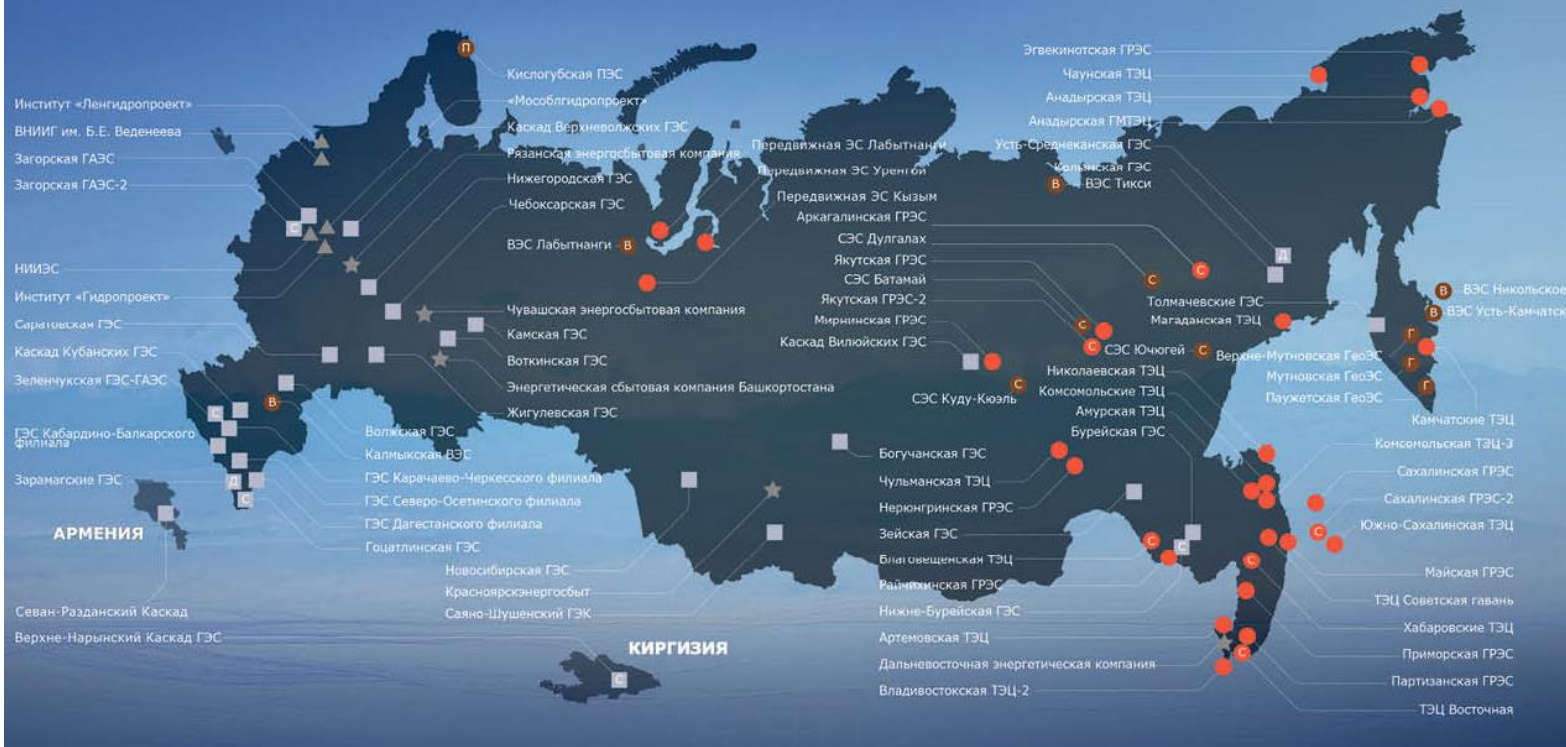 Кислогубская ПЭС
Институт «Ленгидропроект»
ВНИИГ им. Б.Е. Веденеева
Загорская ГАЭС
Загорская ГАЭС-2
НИИЭС
Институт «Гидропроект»
Саратовская ГЭС
Каскад Кубанских ГЭС
Зеленчукская ГЭС-ГАЭС
ГЭС Кабардино-Балкарского
филиала
Зарамагские ГЭС
АРМЕНИЯ
Севан-Разданский Каскад
Верхне-Нарынский Каскад ГЭС
«Мособлгидропроект»
Каскад Верхневолжских ГЭС
Рязанская энергосбытовая компания
Нижегородская ГЭС
Чебоксарская ГЭС
ВЭС Лабытнанги
Чувашская энергосбытовая компания
Камская ГЭС
Воткинская ГЭС
Энергетическая сбытовая компания Башкортостана
Жигулевская ГЭС
Волжская ГЭС
Калмыкская ВЭС
ГЭС Карачаево-Черкесского филиала
ГЭС Северо-Осетинского филиала
ГЭС Дагестанского филиала
Гоцатлинская ГЭС
Новосибирская ГЭС
Красноярскэнергосбыт
Саяно-Шушенский ГЭК
КИРГИЗИЯ
Передвижная ЭС Лабытнанги
Передвижная ЭС Уренгой
Передвижная ЭС Кызым
Аркагалинская ГРЭС
СЭС Дулгалах
Якутская ГРЭС
СЭС Батамай
Якутская ГРЭС-2
Мирнинская ГРЭС
Каскад Вилюйских ГЭС
СЭС Куду-Кюэль
СЭС Ючюгей
Николаевская ТЭЦ
Комсомольские ТЭЦ
Амурская ТЭЦ
Бурейская ГЭС
Богучанская ГЭС
Чульманская ТЭЦ
Нерюнгринская ГРЭС
Зейская ГЭС
Благовещенская ТЭЦ
Райчихинская ГРЭС
Нижне-Бурейская ГЭС
Артемовская ТЭЦ
Дальневосточная энергетическая компания
Владивостокская ТЭЦ-2
Эгвекинотская ГРЭС
Чаунская ТЭЦ
Анадырская ТЭЦ
Анадырская ГМТЭЦ
Усть-Среднеканская ГЭС
Колымская ГЭС
ВЭС Тикси
Толмачевские ГЭС
Магаданская ТЭЦ
ВЭС Никольское
ВЭС Усть-Камчатск
Верхне-Мутновская ГеоЭС
Мутновская ГеоЭС
Паужетская ГеоЭС
Камчатские ТЭЦ
Комсомольская ТЭЦ-3
Сахалинская ГРЭС
Сахалинская ГРЭС-2
Южно-Сахалинская ТЭЦ
Майская ГРЭС
ТЭЦ Советская гавань
Хабаровские ТЭЦ
Приморская ГРЭС
Партизанская ГРЭС
ТЭЦ Восточная
П
С
В
В
С
Д
С
С
В
С
С
С
С
С
Д
В
В
Г
Г
Г
С
С
С
С
С
С